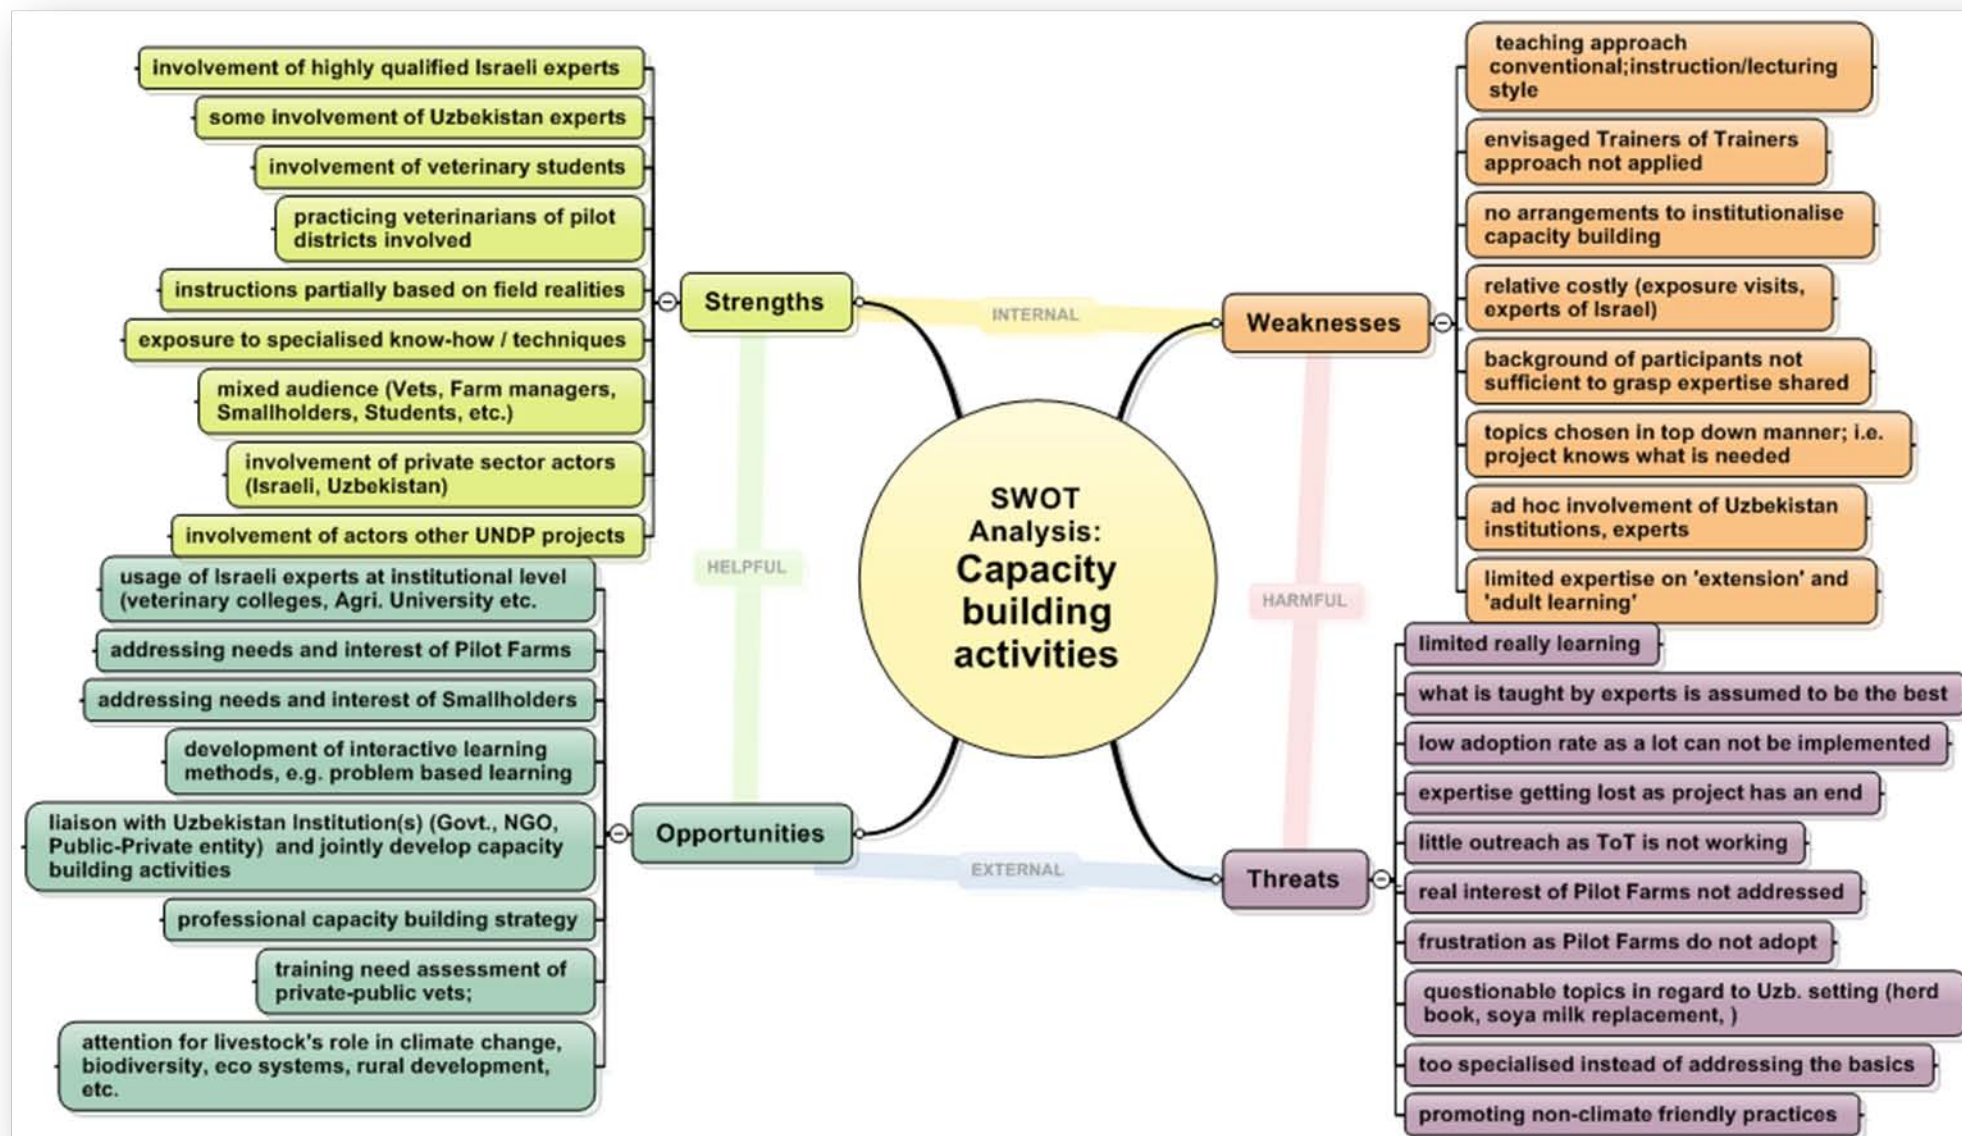 involvement of highly qualified Israeli experts
some involvement of Uzbekistan experts
involvement of veterinary students
practicing veterinarians of pilot
districts involved
instructions partially based on field realities
exposure to specialised know-how / techniques
mixed audience (Vets, Farm managers,
Smallholders, Students, etc.)
involvement of private sector actors
(Israeli, Uzbekistan)
involvement of actors other UNDP projects
Strengths
INTERNAL
Weaknesses
teaching approach
conventional;instruction/lecturing
style
envisaged Trainers of Trainers
approach not applied
no arrangements to institutionalise
capacity building
relative costly (exposure visits,
experts of Israel)
background of participants not
sufficient to grasp expertise shared
topics chosen in top down manner; i.e.
project knows what is needed
ad hoc involvement of Uzbekistan
institutions, experts
limited expertise on 'extension' and
'adult learning'
HELPFUL
SWOT
Analysis:
Capacity
building
activities
HARMFUL
usage of Israeli experts at institutional level
(veterinary colleges, Agri. University etc.
addressing needs and interest of Pilot Farms
addressing needs and interest of Smallholders
development of interactive learning
methods, e.g. problem based learning
liaison with Uzbekistan Institution(s) (Govt., NGO,
Public-Private entity) and jointly develop capacity
building activities
professional capacity building strategy
training need assessment of
private-public vets;
attention for livestock's role in climate change,
biodiversity, eco systems, rural development,
etc.
Opportunities
EXTERNAL
Threats
limited really learning
what is taught by experts is assumed to be the best
low adoption rate as a lot can not be implemented
expertise getting lost as project has an end
little outreach as ToT is not working
real interest of Pilot Farms not addressed
frustration as Pilot Farms do not adopt
questionable topics in regard to Uzb. setting (herd
book, soya milk replacement, )
too specialised instead of addressing the basics
promoting non-climate friendly practices